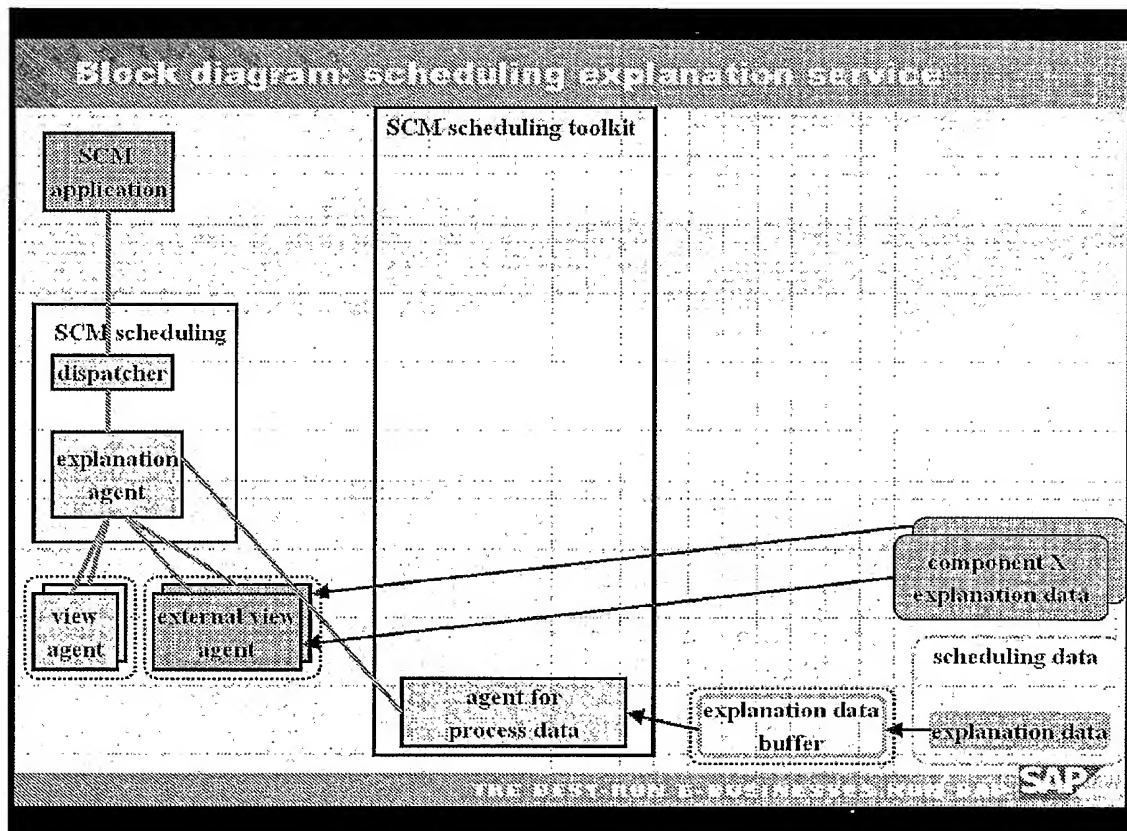 Block diagram: scheduling explanation service
SCM scheduling toolkit
SCM
application
SCM scheduling
dispatcher
explanation
agent
view
agent
external view
agent
component X
explanation data
scheduling data
explanation data
explanation data
buffer
agent for
process data
THE BEST-RUN BUSINESSES RUN SAP
SAP